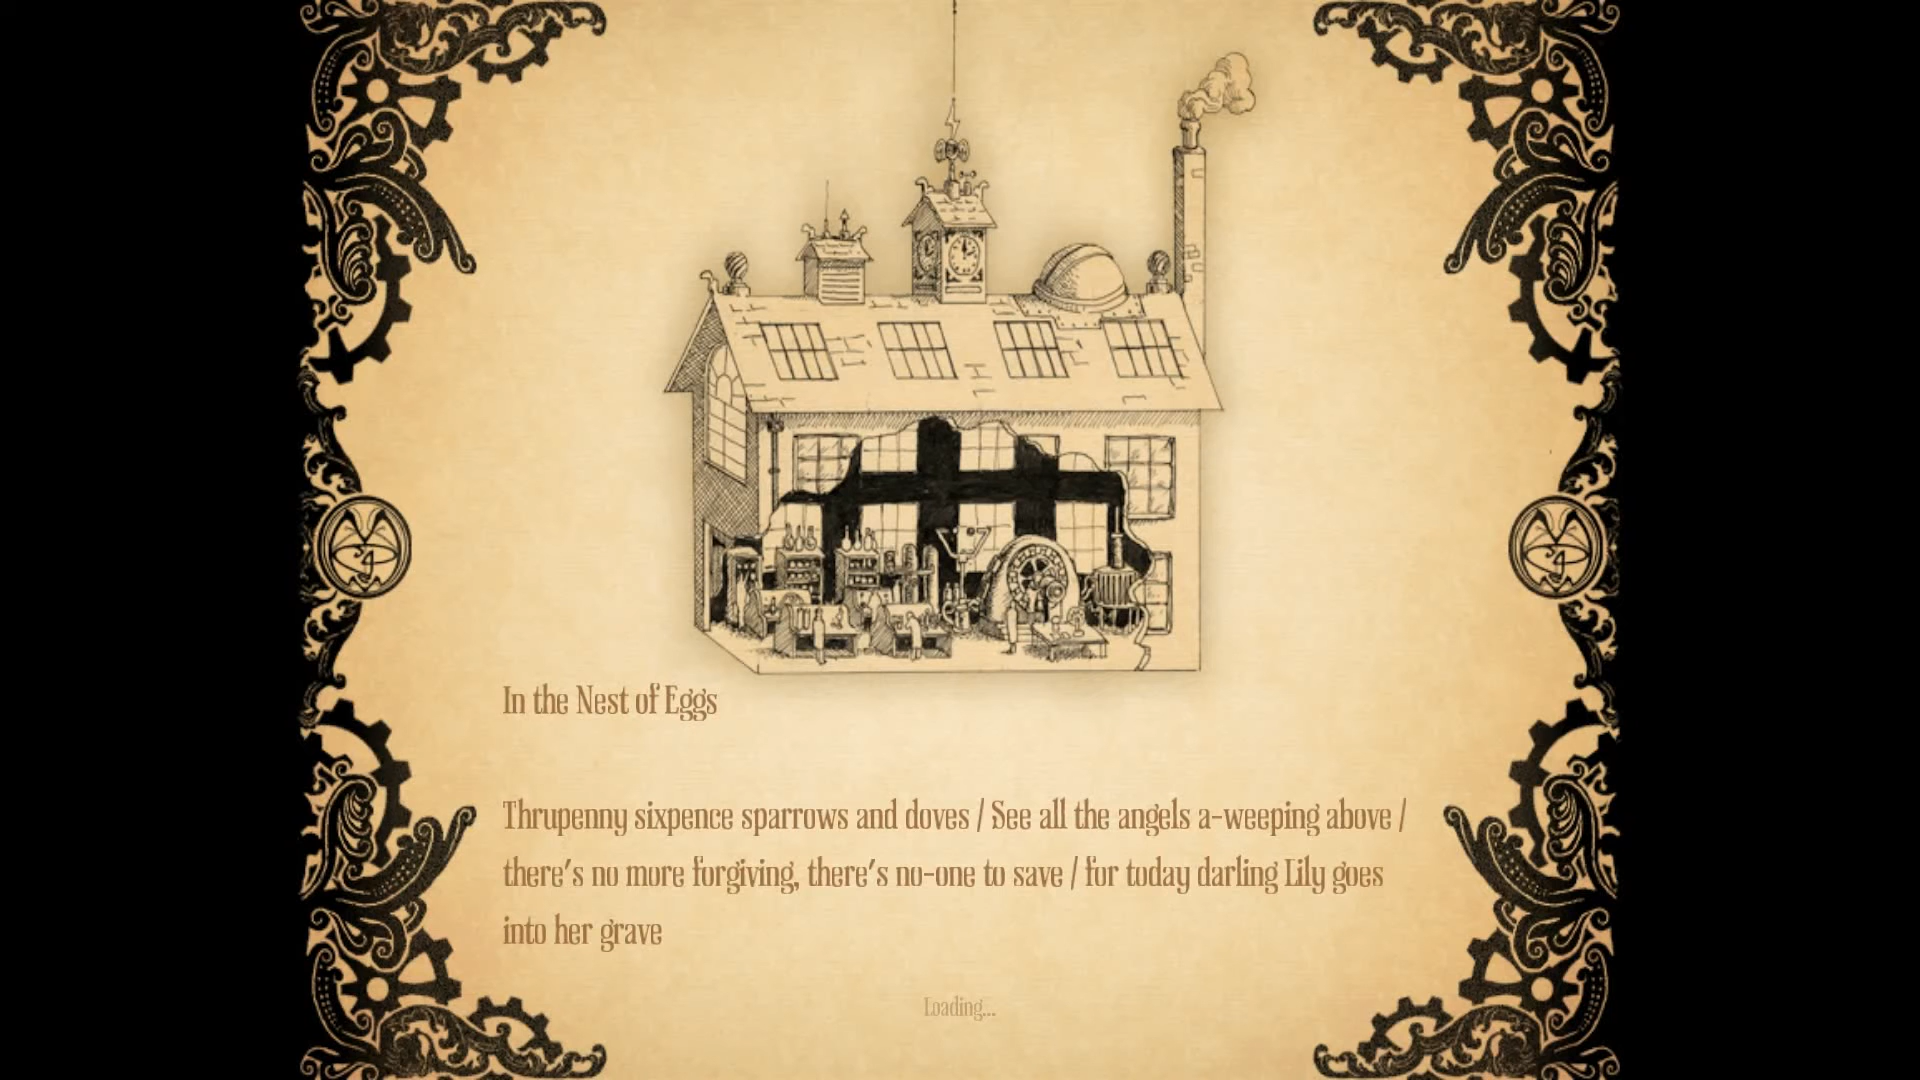 In the Nest of Eggs
Thrupenny sixpence sparrows and doves / See all the angels a-weeping above /
there's no more forgiving, there's no-one to save / for today darling Lily goes
into her grave
Loading...